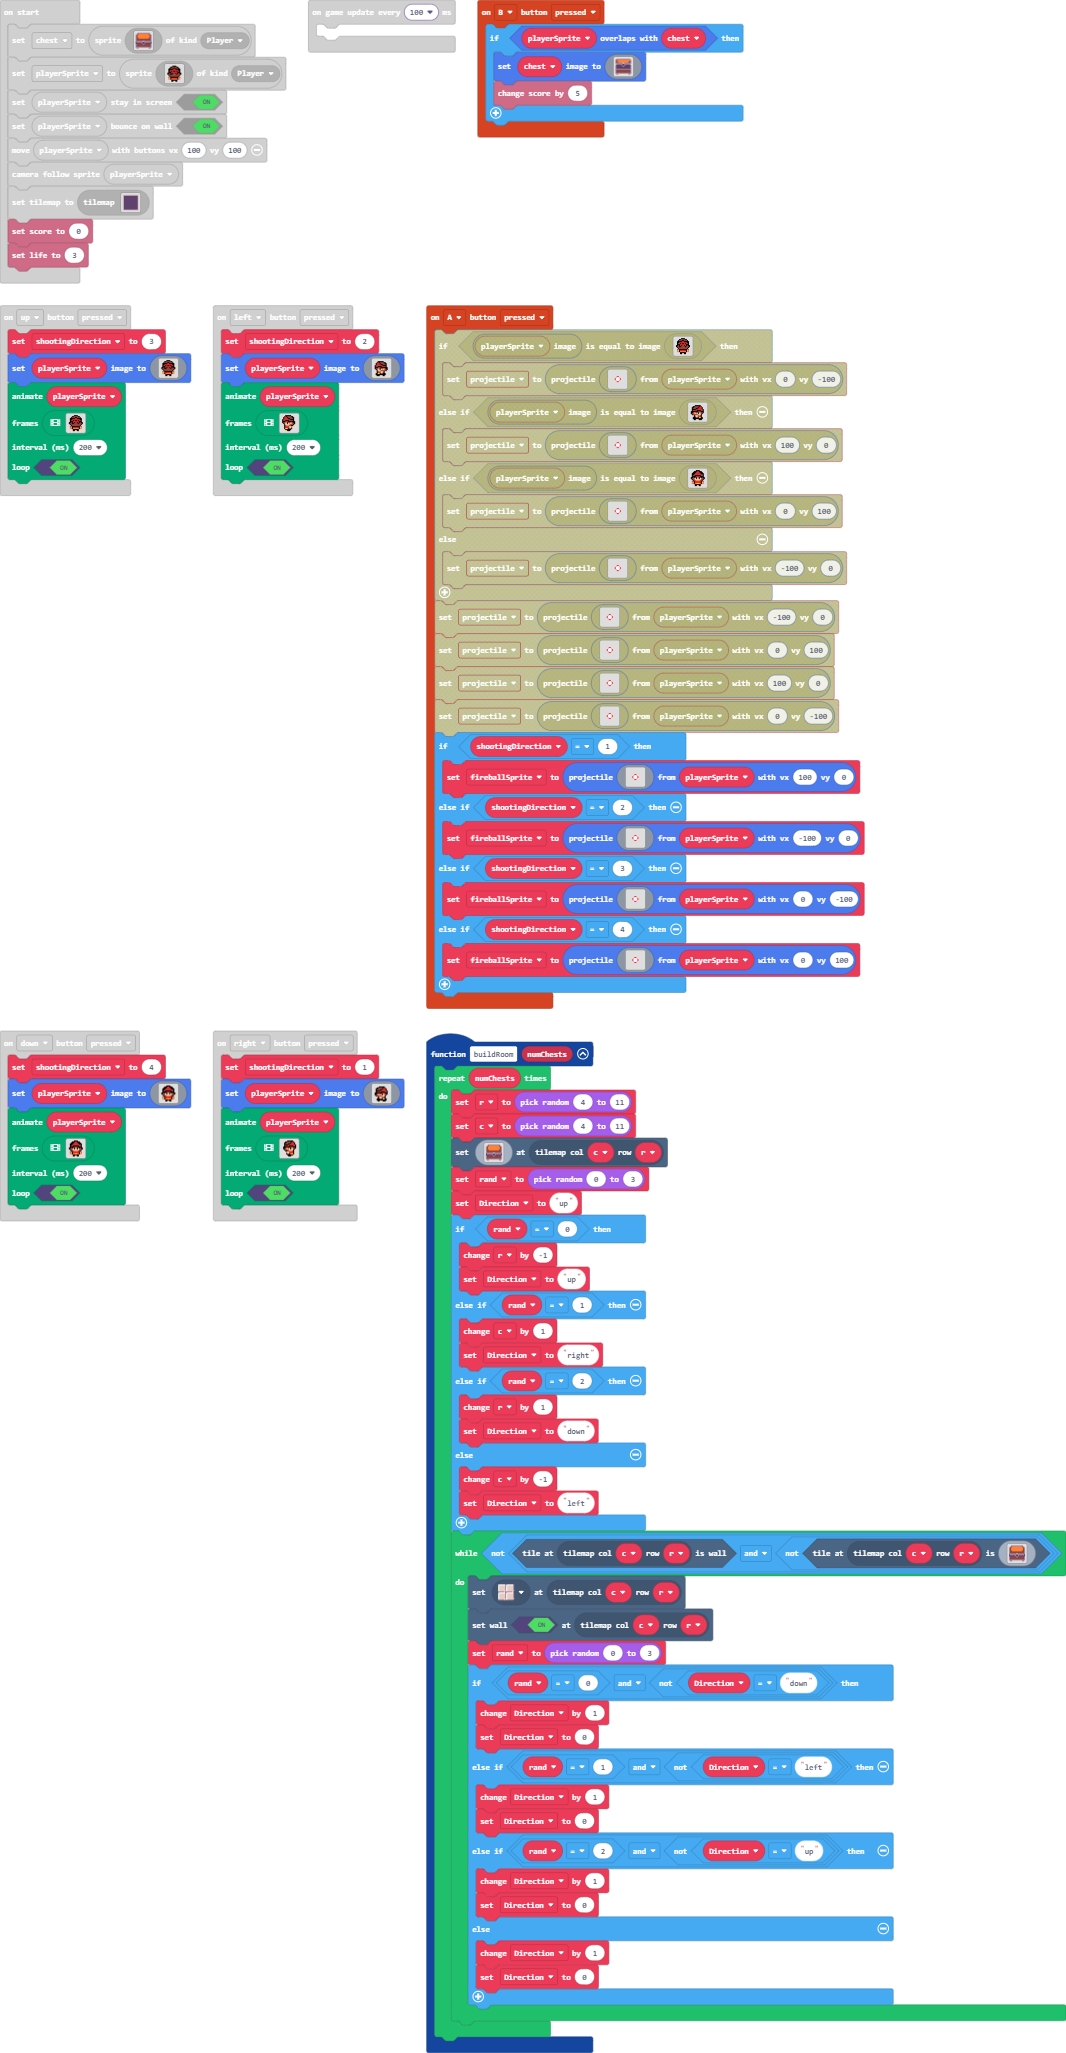 on start
set chest to sprite of kind Player
set playerSprite to sprite of kind Player
set playerSprite stay in screen ON
set playerSprite bounce on wall ON
move playerSprite with buttons vx 100 vy 100
camera follow sprite playerSprite
set tilemap to tilemap
set score to 0
set life to 3
on game update every 100 ms
on B button pressed
if playerSprite overlaps with chest then
set chest image to
change score by 5
on up button pressed
set shootingDirection to 3
set playerSprite image to
animate playerSprite
frames
interval (ms) 200
loop ON
on left button pressed
set shootingDirection to 2
set playerSprite image to
animate playerSprite
frames
interval (ms) 200
loop ON
on A button pressed
if playerSprite image is equal to image then
set projectile to projectile from playerSprite with vx 0 vy -100
else if playerSprite image is equal to image then
set projectile to projectile from playerSprite with vx 100 vy 0
else if playerSprite image is equal to image then
set projectile to projectile from playerSprite with vx 0 vy 100
else
set projectile to projectile from playerSprite with vx -100 vy 0
set projectile to projectile from playerSprite with vx -100 vy 0
set projectile to projectile from playerSprite with vx 0 vy 100
set projectile to projectile from playerSprite with vx 100 vy 0
set projectile to projectile from playerSprite with vx 0 vy -100
if shootingDirection = 1 then
set fireballSprite to projectile from playerSprite with vx 100 vy 0
else if shootingDirection = 2 then
set fireballSprite to projectile from playerSprite with vx -100 vy 0
else if shootingDirection = 3 then
set fireballSprite to projectile from playerSprite with vx 0 vy -100
else if shootingDirection = 4 then
set fireballSprite to projectile from playerSprite with vx 0 vy 100
on down button pressed
set shootingDirection to 4
set playerSprite image to
animate playerSprite
frames
interval (ms) 200
loop ON
on right button pressed
set shootingDirection to 1
set playerSprite image to
animate playerSprite
frames
interval (ms) 200
loop ON
function buildRoom numChests
repeat numChests times
do
set r to pick random 4 to 11
set c to pick random 4 to 11
set at tilemap col c row r
set rand to pick random 0 to 3
set Direction to "up"
if rand = 0 then
change r by -1
set Direction to "up"
else if rand = 1 then
change c by 1
set Direction to "right"
else if rand = 2 then
change r by 1
set Direction to "down"
else
change c by -1
set Direction to "left"
while not tile at tilemap col c row r is wall and not tile at tilemap col c row r is
do
set at tilemap col c row r
set wall ON at tilemap col c row r
set rand to pick random 0 to 3
if rand = 0 and not Direction = "down" then
change Direction by 1
set Direction to 0
else if rand = 1 and not Direction = "left" then
change Direction by 1
set Direction to 0
else if rand = 2 and not Direction = "up" then
change Direction by 1
set Direction to 0
else
change Direction by 1
set Direction to 0